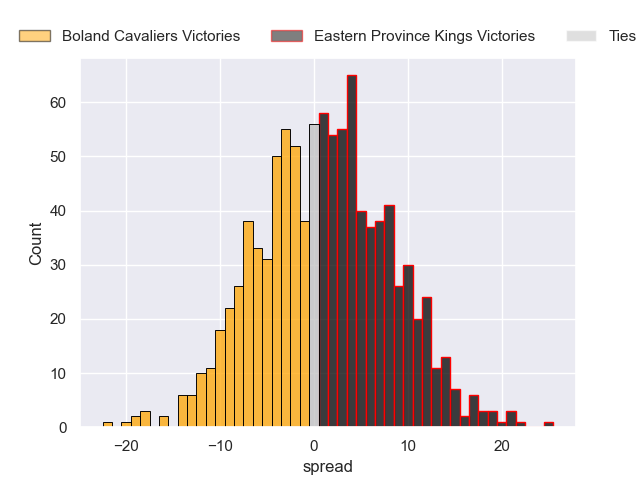 Boland Cavaliers Victories Eastern Province Kings Victories Ties
60
50
40
30
20
10
0
Count
−20 −10 0 10 20
spread